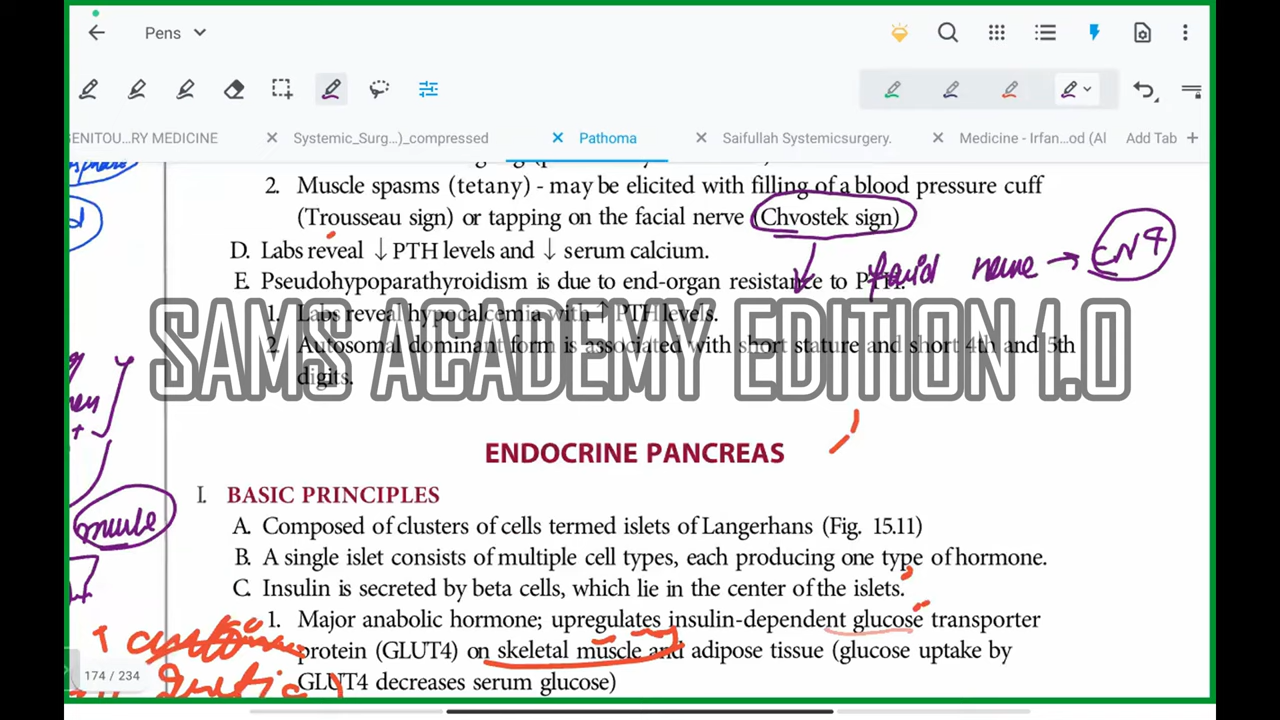 Pens
GENITOU...RY MEDICINE
Systemic_Surg...)_compressed
Pathoma
Saifullah Systemicsurgery.
Medicine - Irfan...od (Al
Add Tab
2. Muscle spasms (tetany) - may be elicited with filling of a blood pressure cuff
(Trousseau sign) or tapping on the facial nerve (Chvostek sign)
D. Labs reveal ↓ PTH levels and ↓ serum calcium.
facial nerve → CN 7
E. Pseudohypoparathyroidism is due to end-organ resistance to PTH.
1. Labs reveal hypocalcemia with ↑ PTH levels.
2. Autosomal dominant form is associated with short stature and short 4th and 5th
digits.
SAMS ACADEMY EDITION 1.0
ENDOCRINE PANCREAS
I. BASIC PRINCIPLES
muscle
A. Composed of clusters of cells termed islets of Langerhans (Fig. 15.11)
B. A single islet consists of multiple cell types, each producing one type of hormone.
C. Insulin is secreted by beta cells, which lie in the center of the islets.
1. Major anabolic hormone; upregulates insulin-dependent glucose transporter
protein (GLUT4) on skeletal muscle and adipose tissue (glucose uptake by
GLUT4 decreases serum glucose)
174 / 234